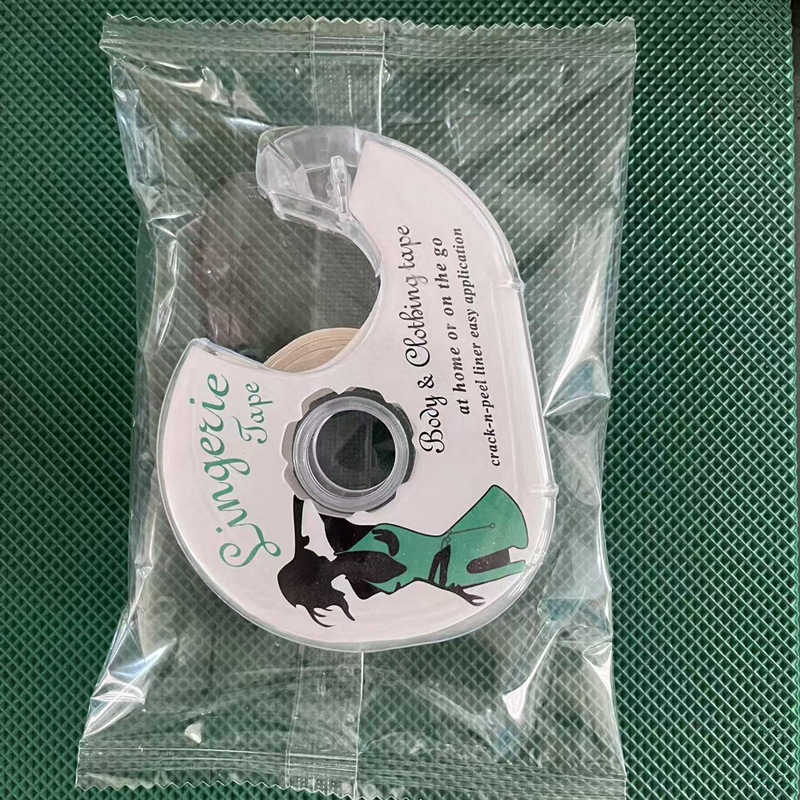 Lingerie
Tape
Body & Clothing tape
at home or on the go
crack-n-peel liner easy application